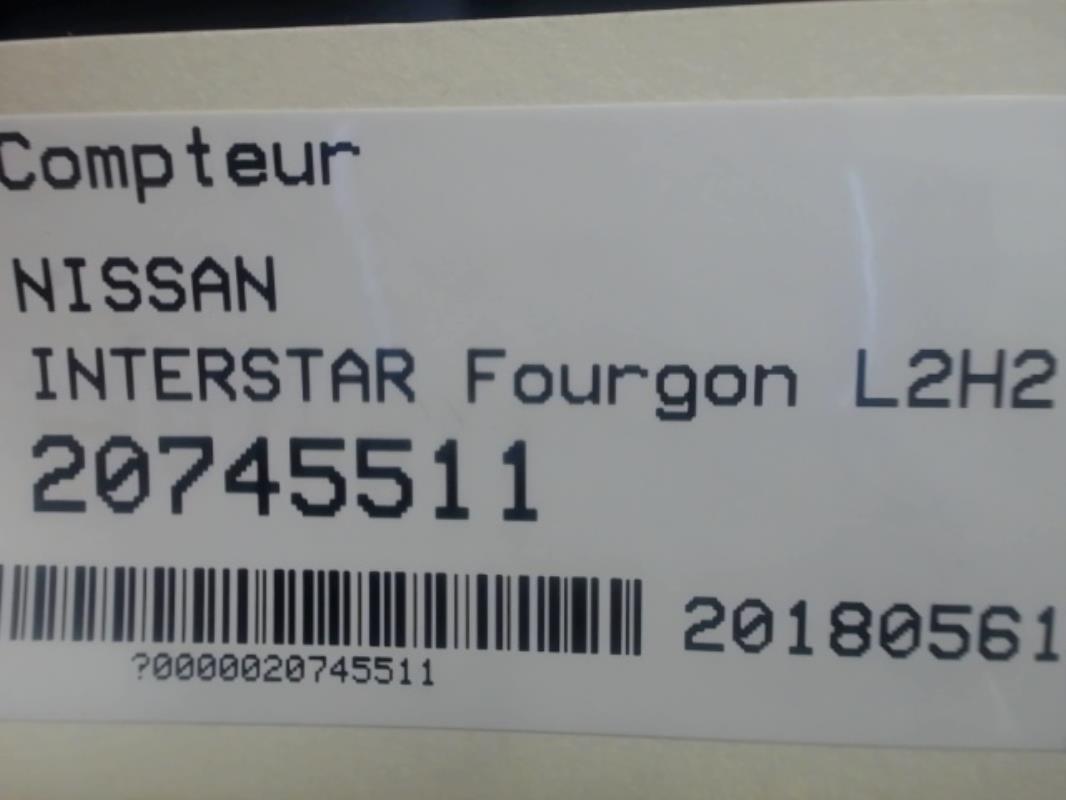 Compteur
NISSAN
INTERSTAR Fourgon L2H2
20745511
20180561
?0000020745511